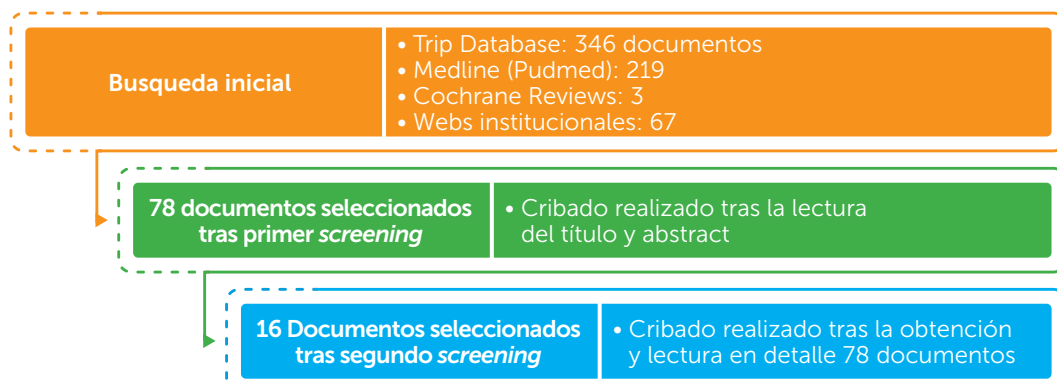 Busqueda inicial
• Trip Database: 346 documentos
• Medline (Pudmed): 219
• Cochrane Reviews: 3
• Webs institucionales: 67
78 documentos seleccionados
tras primer screening
• Cribado realizado tras la lectura
del título y abstract
16 Documentos seleccionados
tras segundo screening
• Cribado realizado tras la obtención
y lectura en detalle 78 documentos